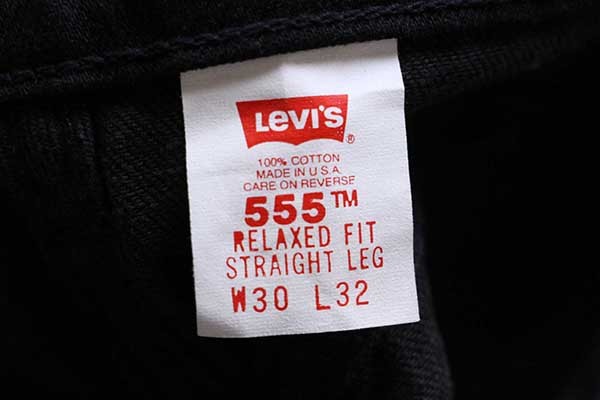 Levi's®
100% COTTON
MADE IN U.S.A.
CARE ON REVERSE
555™
RELAXED FIT
STRAIGHT LEG
W30 L32